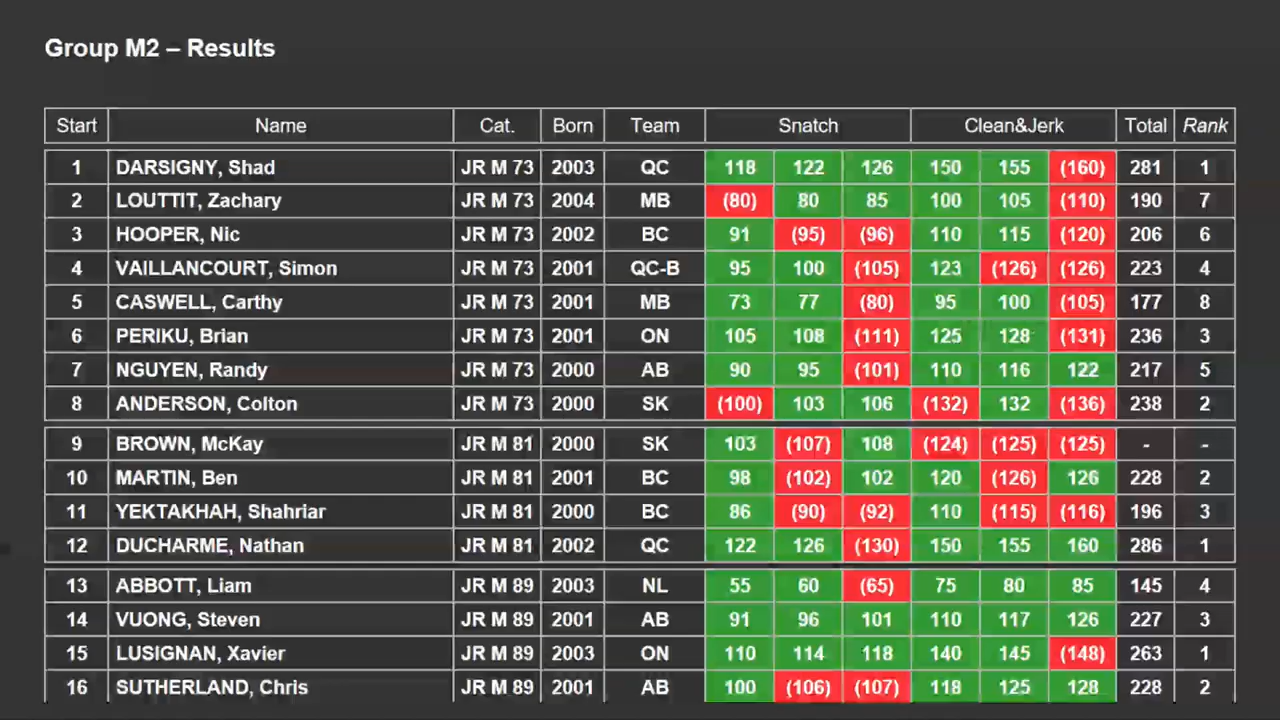 Group M2 – Results
Start Name Cat. Born Team Snatch Clean&Jerk Total Rank
1 DARSIGNY, Shad JR M 73 2003 QC 118 122 126 150 155 (160) 281 1
2 LOUTTIT, Zachary JR M 73 2004 MB (80) 80 85 100 105 (110) 190 7
3 HOOPER, Nic JR M 73 2002 BC 91 (95) (96) 110 115 (120) 206 6
4 VAILLANCOURT, Simon JR M 73 2001 QC-B 95 100 (105) 123 (126) (126) 223 4
5 CASWELL, Carthy JR M 73 2001 MB 73 77 (80) 95 100 (105) 177 8
6 PERIKU, Brian JR M 73 2001 ON 105 108 (111) 125 128 (131) 236 3
7 NGUYEN, Randy JR M 73 2000 AB 90 95 (101) 110 116 122 217 5
8 ANDERSON, Colton JR M 73 2000 SK (100) 103 106 (132) 132 (136) 238 2
9 BROWN, McKay JR M 81 2000 SK 103 (107) 108 (124) (125) (125) - -
10 MARTIN, Ben JR M 81 2001 BC 98 (102) 102 120 (126) 126 228 2
11 YEKTAKHAH, Shahriar JR M 81 2000 BC 86 (90) (92) 110 (115) (116) 196 3
12 DUCHARME, Nathan JR M 81 2002 QC 122 126 (130) 150 155 160 286 1
13 ABBOTT, Liam JR M 89 2003 NL 55 60 (65) 75 80 85 145 4
14 VUONG, Steven JR M 89 2001 AB 91 96 101 110 117 126 227 3
15 LUSIGNAN, Xavier JR M 89 2003 ON 110 114 118 140 145 (148) 263 1
16 SUTHERLAND, Chris JR M 89 2001 AB 100 (106) (107) 118 125 128 228 2